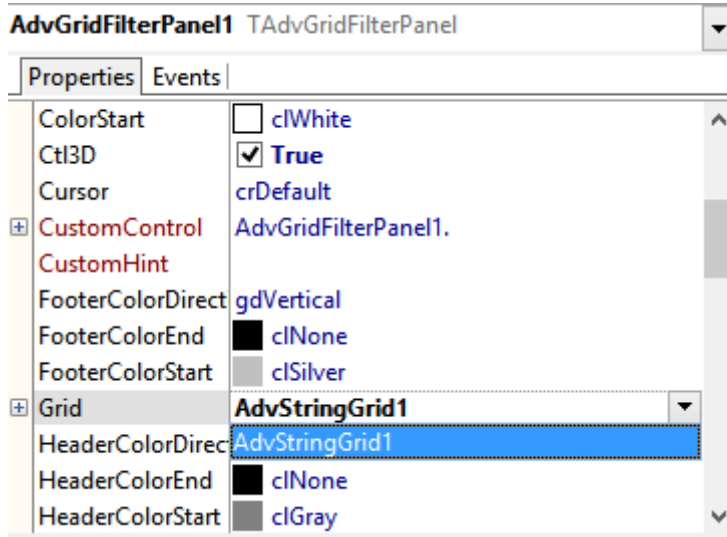 AdvGridFilterPanel1 TAdvGridFilterPanel
Properties Events
ColorStart clWhite
Ctl3D True
Cursor crDefault
CustomControl AdvGridFilterPanel1.
CustomHint
FooterColorDirect gdVertical
FooterColorEnd clNone
FooterColorStart clSilver
Grid AdvStringGrid1
HeaderColorDirec AdvStringGrid1
HeaderColorEnd clNone
HeaderColorStart clGray